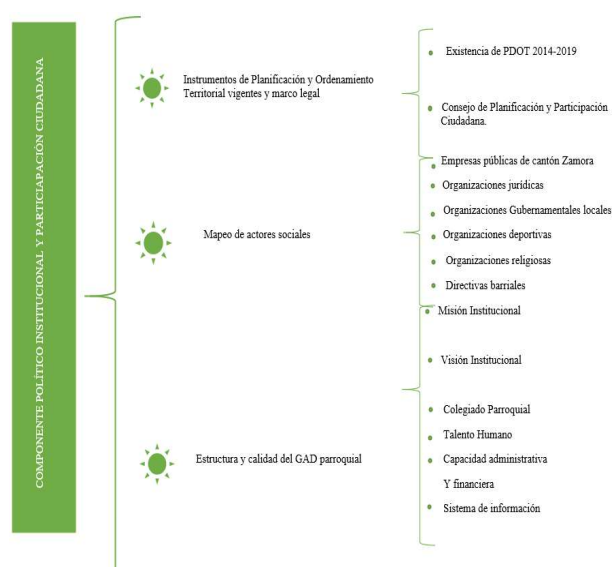 COMPONENTE POLÍTICO INSTITUCIONAL Y PARTICIAPACIÓN CIUDADANA
Instrumentos de Planificación y Ordenamiento
Territorial vigentes y marco legal
Existencia de PDOT 2014-2019
Consejo de Planificación y Participación
Ciudadana.
Mapeo de actores sociales
Empresas públicas de cantón Zamora
Organizaciones jurídicas
Organizaciones Gubernamentales locales
Organizaciones deportivas
Organizaciones religiosas
Directivas barriales
Estructura y calidad del GAD parroquial
Misión Institucional
Visión Institucional
Colegiado Parroquial
Talento Humano
Capacidad administrativa
Y financiera
Sistema de información